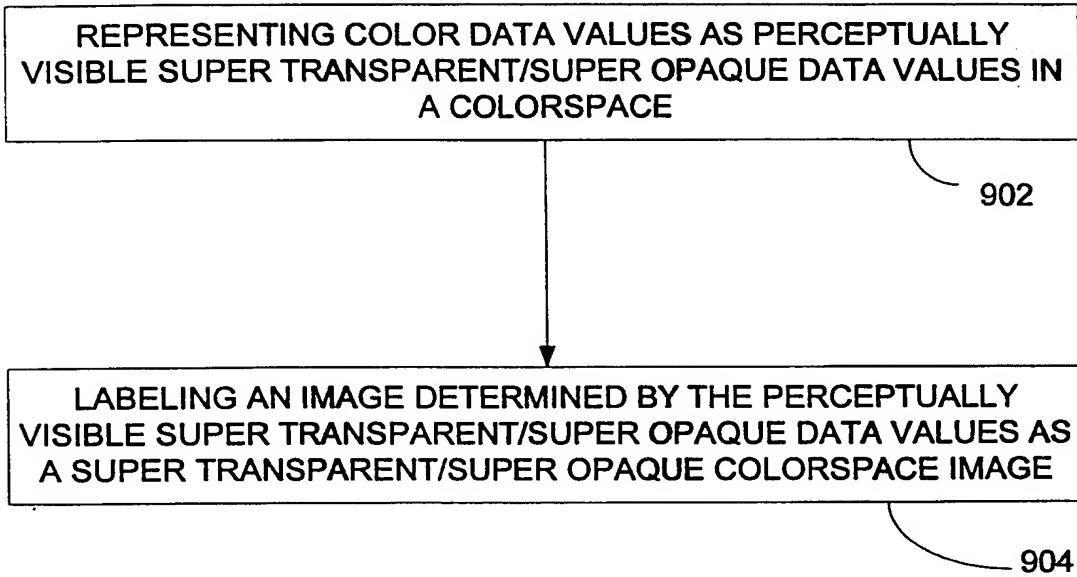 REPRESENTING COLOR DATA VALUES AS PERCEPTUALLY
VISIBLE SUPER TRANSPARENT/SUPER OPAQUE DATA VALUES IN
A COLORSPACE
902
LABELING AN IMAGE DETERMINED BY THE PERCEPTUALLY
VISIBLE SUPER TRANSPARENT/SUPER OPAQUE DATA VALUES AS
A SUPER TRANSPARENT/SUPER OPAQUE COLORSPACE IMAGE
904